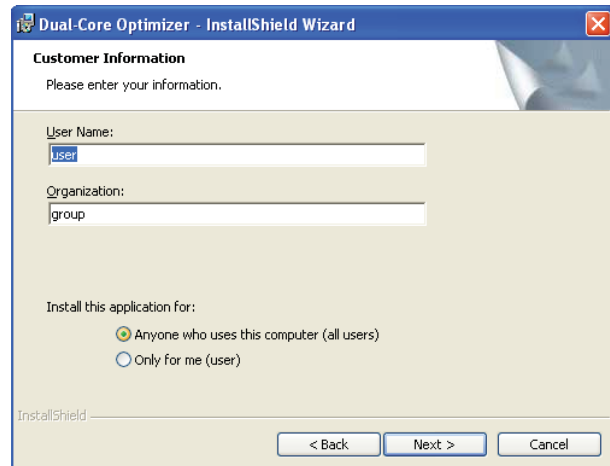 Dual-Core Optimizer - InstallShield Wizard
Customer Information
Please enter your information.
User Name:
user
Organization:
group
Install this application for:
Anyone who uses this computer (all users)
Only for me (user)
InstallShield
< Back Next > Cancel